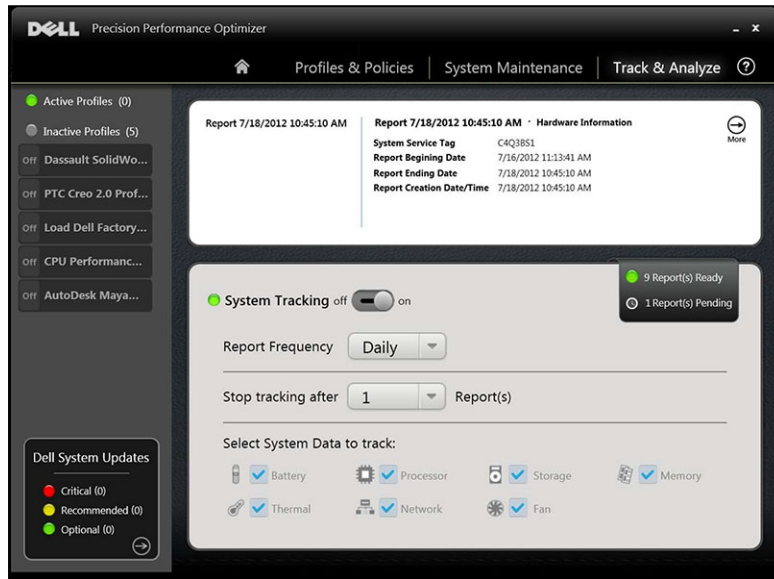 DELL Precision Performance Optimizer
Profiles & Policies System Maintenance Track & Analyze ?
Active Profiles (0)
Inactive Profiles (5)
Off Dassault SolidWo...
Off PTC Creo 2.0 Prof...
Off Load Dell Factory...
Off CPU Performanc...
Off AutoDesk Maya...
Dell System Updates
Critical (0)
Recommended (0)
Optional (0)
Report 7/18/2012 10:45:10 AM
Report 7/18/2012 10:45:10 AM · Hardware Information
More
System Service Tag C4Q3BS1
Report Begining Date 7/16/2012 11:13:41 AM
Report Ending Date 7/18/2012 10:45:10 AM
Report Creation Date/Time 7/18/2012 10:45:10 AM
9 Report(s) Ready
1 Report(s) Pending
System Tracking off on
Report Frequency Daily
Stop tracking after 1 Report(s)
Select System Data to track:
Battery Processor Storage Memory
Thermal Network Fan